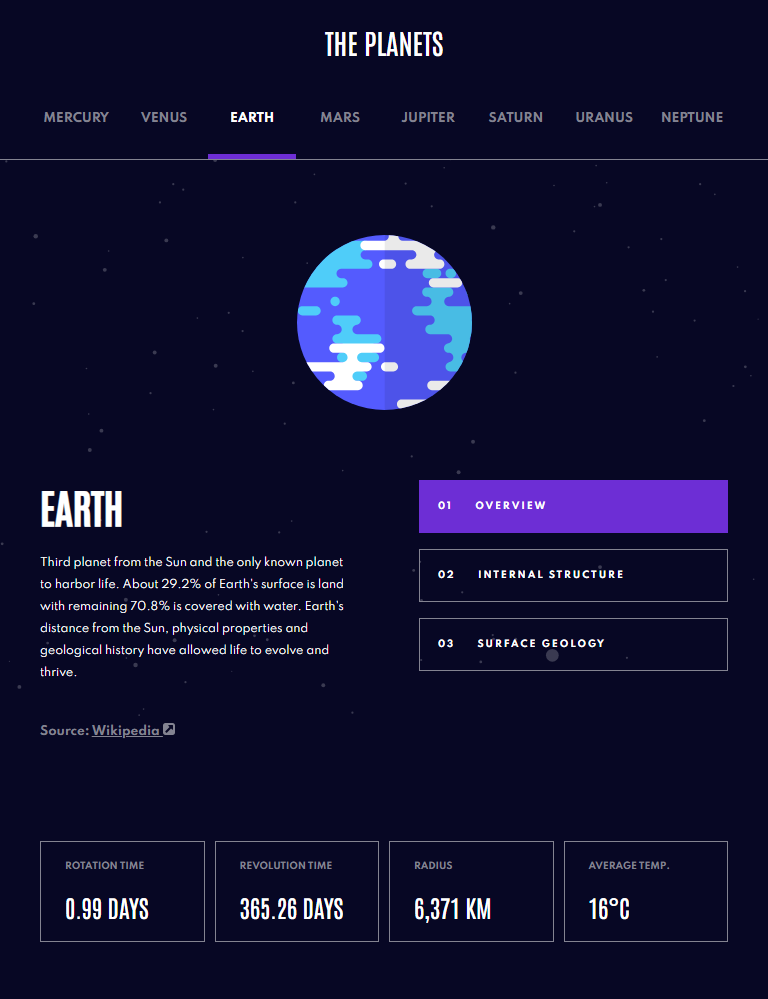 THE PLANETS
MERCURY VENUS EARTH MARS JUPITER SATURN URANUS NEPTUNE
EARTH
Third planet from the Sun and the only known planet
to harbor life. About 29.2% of Earth's surface is land
with remaining 70.8% is covered with water. Earth's
distance from the Sun, physical properties and
geological history have allowed life to evolve and
thrive.
Source: Wikipedia
01 OVERVIEW
02 INTERNAL STRUCTURE
03 SURFACE GEOLOGY
ROTATION TIME
0.99 DAYS
REVOLUTION TIME
365.26 DAYS
RADIUS
6,371 KM
AVERAGE TEMP.
16°C